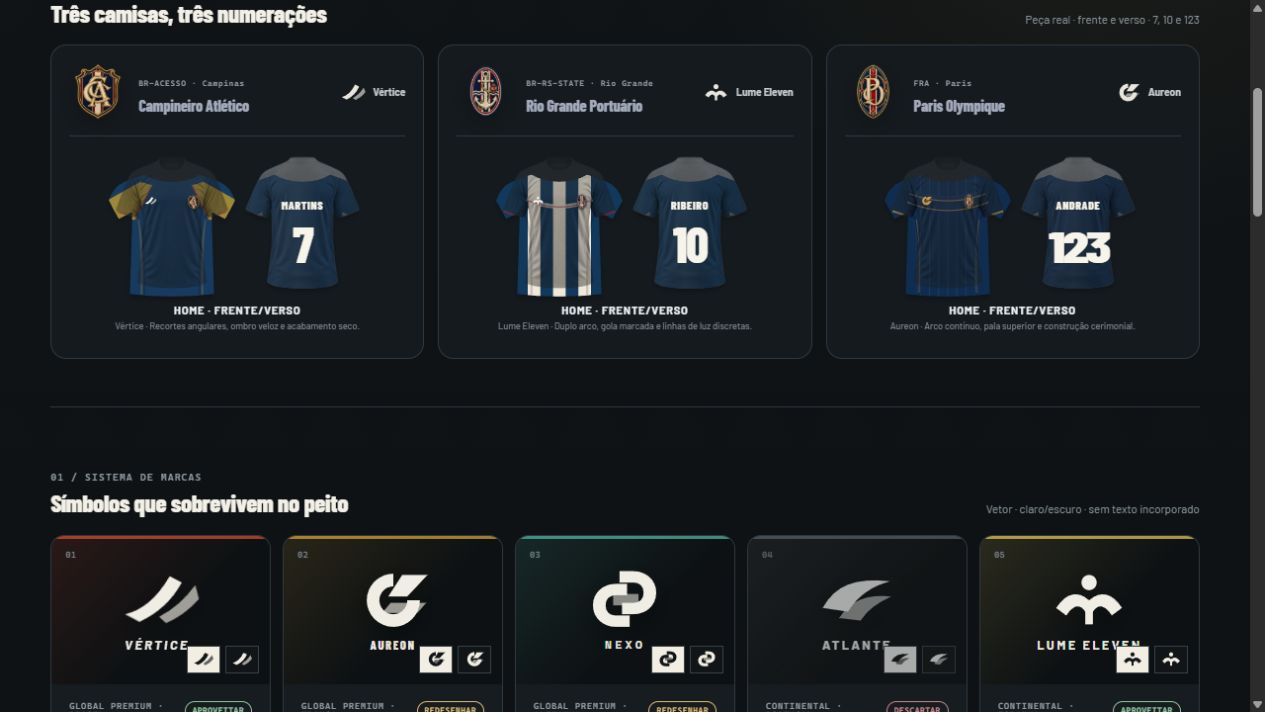 Três camisas, três numerações
Peça real · frente e verso · 7, 10 e 123
BR-ACESSO · Campinas
Campineiro Atlético
Vértice
BR-RS-STATE · Rio Grande
Rio Grande Portuário
Lume Eleven
FRA · Paris
Paris Olympique
Aureon
MARTINS
7
RIBEIRO
10
ANDRADE
123
HOME · FRENTE/VERSO
Vértice · Recortes angulares, ombro veloz e acabamento seco.
HOME · FRENTE/VERSO
Lume Eleven · Duplo arco, gola marcada e linhas de luz discretas.
HOME · FRENTE/VERSO
Aureon · Arco contínuo, pala superior e construção cerimonial.
01 / SISTEMA DE MARCAS
Símbolos que sobrevivem no peito
Vetor · claro/escuro · sem texto incorporado
01
VÉRTICE
02
AUREON
03
NEXO
04
ATLANTE
05
LUME ELEVEN
GLOBAL PREMIUM ·
APROVEITAR
GLOBAL PREMIUM ·
REDESENHAR
GLOBAL PREMIUM ·
REDESENHAR
CONTINENTAL ·
DESCARTAR
CONTINENTAL ·
APROVEITAR